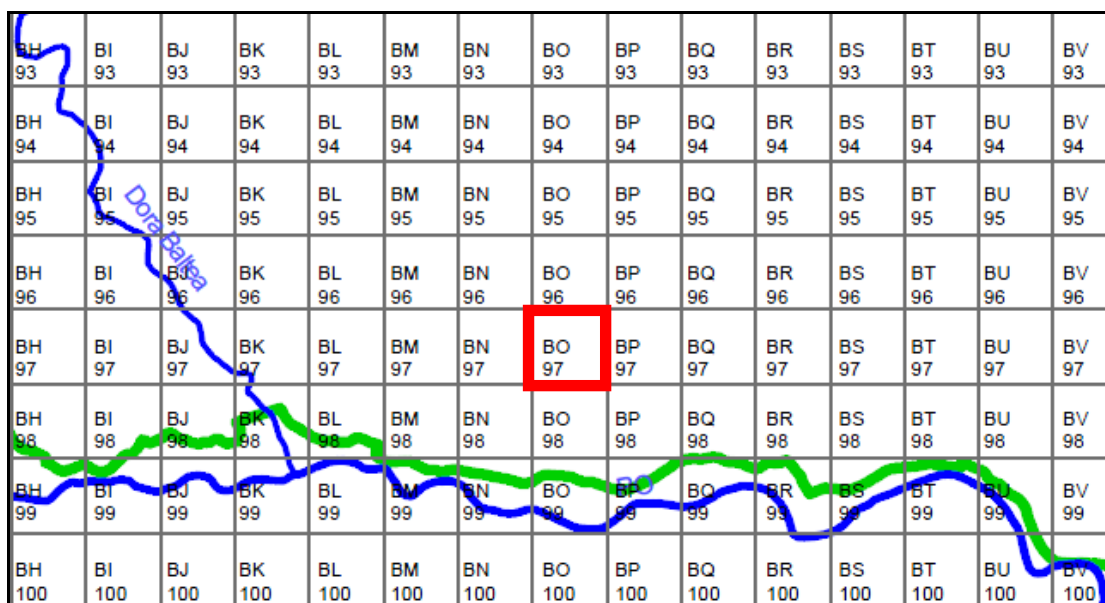 BH BI BJ BK BL BM BN BO BP BQ BR BS BT BU BV
93 93 93 93 93 93 93 93 93 93 93 93 93 93 93
BH BI BJ BK BL BM BN BO BP BQ BR BS BT BU BV
94 94 94 94 94 94 94 94 94 94 94 94 94 94 94
BH BI BJ BK BL BM BN BO BP BQ BR BS BT BU BV
95 95 95 95 95 95 95 95 95 95 95 95 95 95 95
Dora Baltea
BH BI BJ BK BL BM BN BO BP BQ BR BS BT BU BV
96 96 96 96 96 96 96 96 96 96 96 96 96 96 96
BH BI BJ BK BL BM BN BO BP BQ BR BS BT BU BV
97 97 97 97 97 97 97 97 97 97 97 97 97 97 97
BH BI BJ BK BL BM BN BO BP BQ BR BS BT BU BV
98 98 98 98 98 98 98 98 98 98 98 98 98 98 98
PO
BH BI BJ BK BL BM BN BO BP BQ BR BS BT BU BV
99 99 99 99 99 99 99 99 99 99 99 99 99 99 99
BH BI BJ BK BL BM BN BO BP BQ BR BS BT BU BV
100 100 100 100 100 100 100 100 100 100 100 100 100 100 100